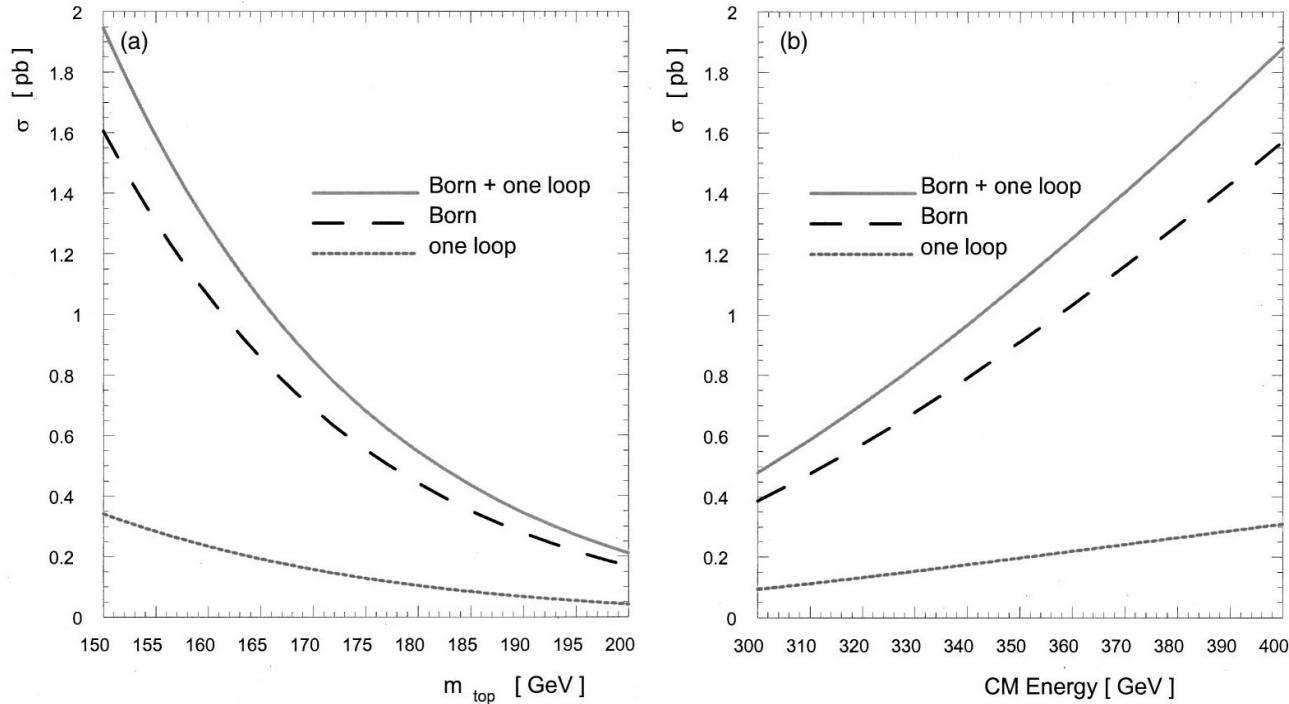 (a)
σ [ pb ]
2
1.8
1.6
1.4
1.2
1
0.8
0.6
0.4
0.2
0
Born + one loop
Born
one loop
150 155 160 165 170 175 180 185 190 195 200
m top [ GeV ]
(b)
σ [ pb ]
2
1.8
1.6
1.4
1.2
1
0.8
0.6
0.4
0.2
0
Born + one loop
Born
one loop
300 310 320 330 340 350 360 370 380 390 400
CM Energy [ GeV ]